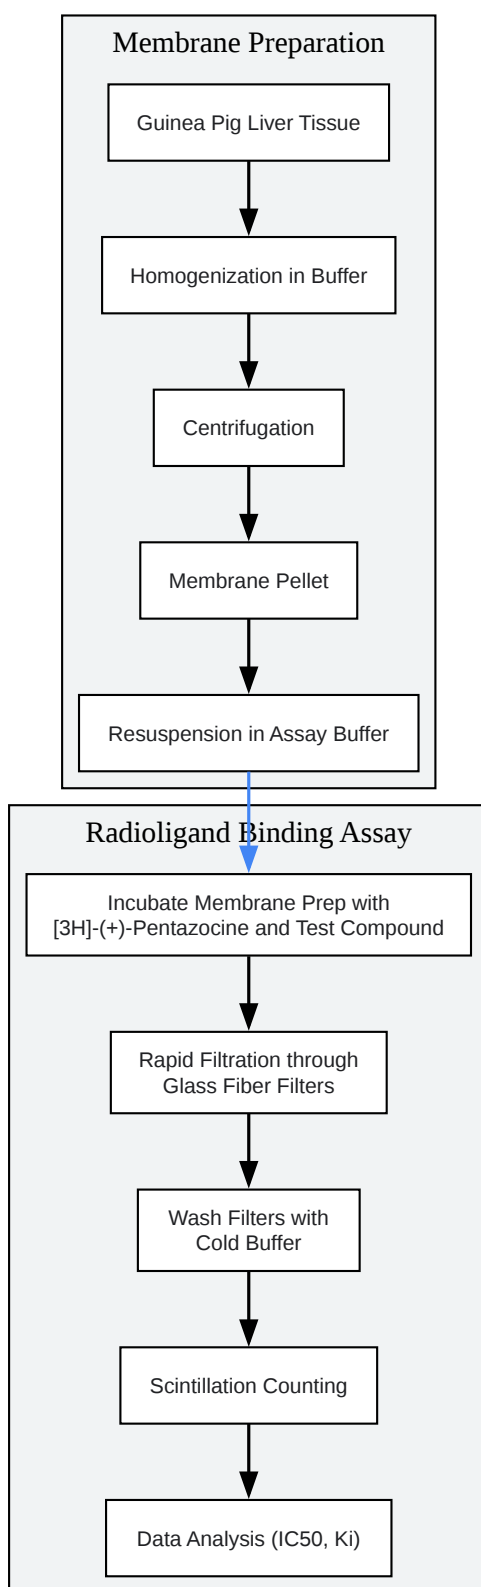 Membrane Preparation
Guinea Pig Liver Tissue
Homogenization in Buffer
Centrifugation
Membrane Pellet
Resuspension in Assay Buffer
Radioligand Binding Assay
Incubate Membrane Prep with
[3H]-(+)-Pentazocine and Test Compound
Rapid Filtration through
Glass Fiber Filters
Wash Filters with
Cold Buffer
Scintillation Counting
Data Analysis (IC50, Ki)